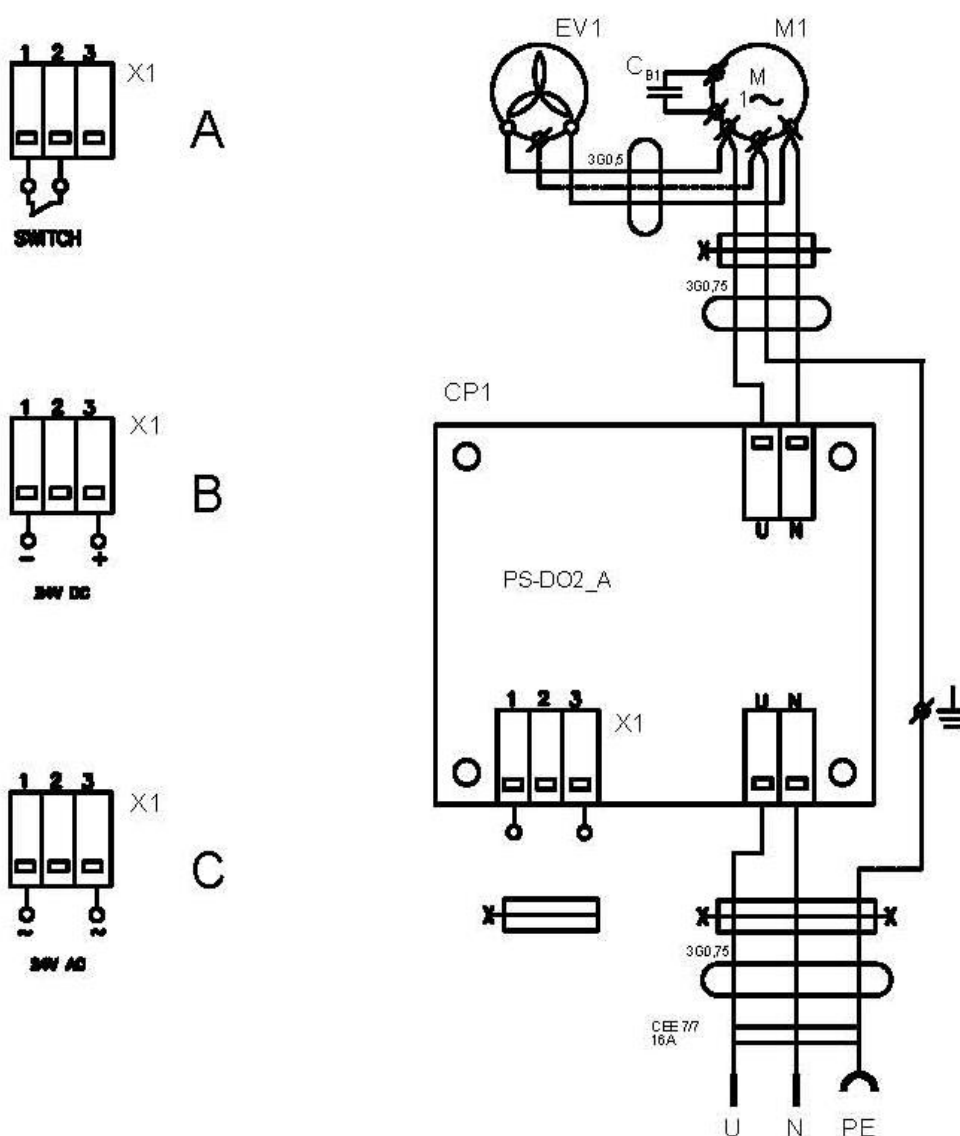 EV1
M1
1 2 3
X1
C B1
M
1~
A
3G0,5
SWITCH
X
3G0,75
CP1
1 2 3
X1
B
U N
- +
24V DC
PS-DO2_A
1 2 3
X1
U N
1 2 3
X1
C
~ ~
24V AC
X
X X
3G0,75
CEE 7/7
16A
U N PE